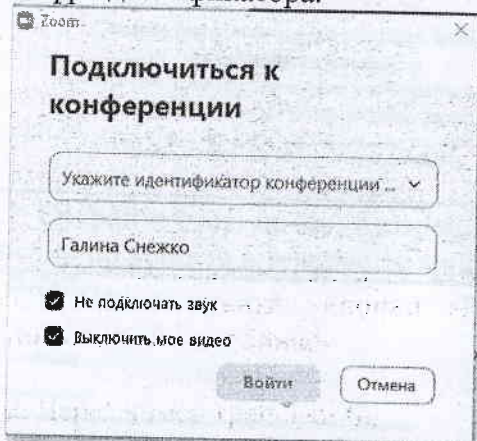 Zoom
Подключиться к
конференции
Укажите идентификатор конференции ...
Галина Снежко
Не подключать звук
Выключить мое видео
Войти
Отмена